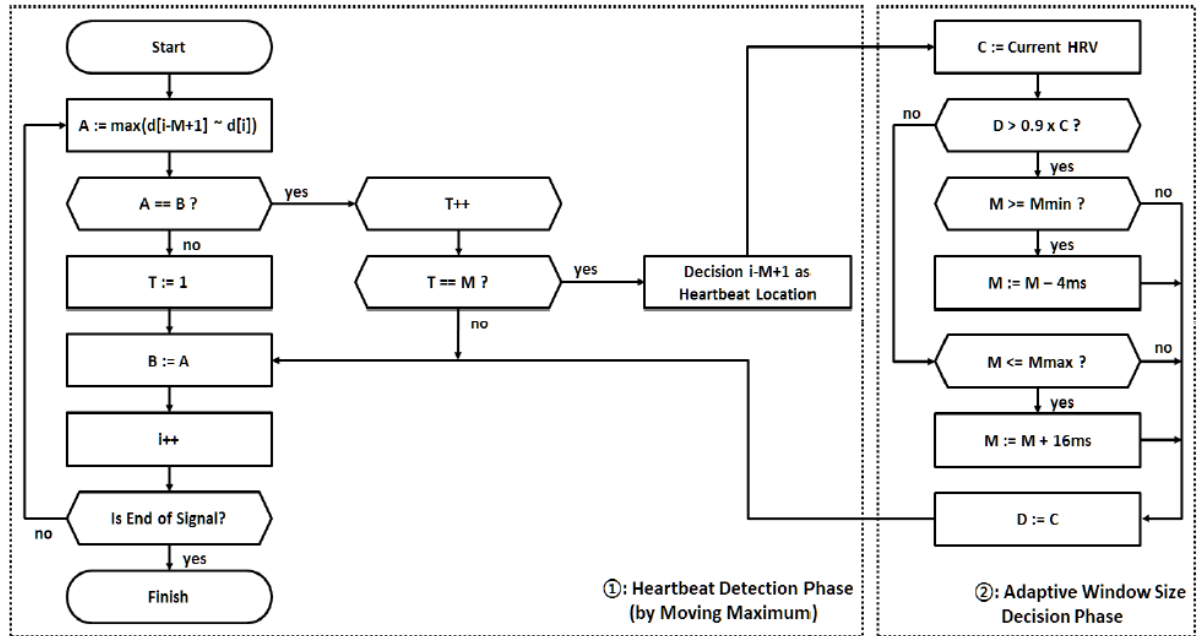 Start
A := max(d[i-M+1] ~ d[i])
A == B ?
yes
no
T := 1
B := A
i++
Is End of Signal?
no
yes
Finish
T++
T == M ?
yes
no
Decision i-M+1 as
Heartbeat Location
①: Heartbeat Detection Phase
(by Moving Maximum)
C := Current HRV
D > 0.9 x C ?
no
yes
M >= Mmin ?
no
yes
M := M – 4ms
M <= Mmax ?
no
yes
M := M + 16ms
D := C
②: Adaptive Window Size
Decision Phase